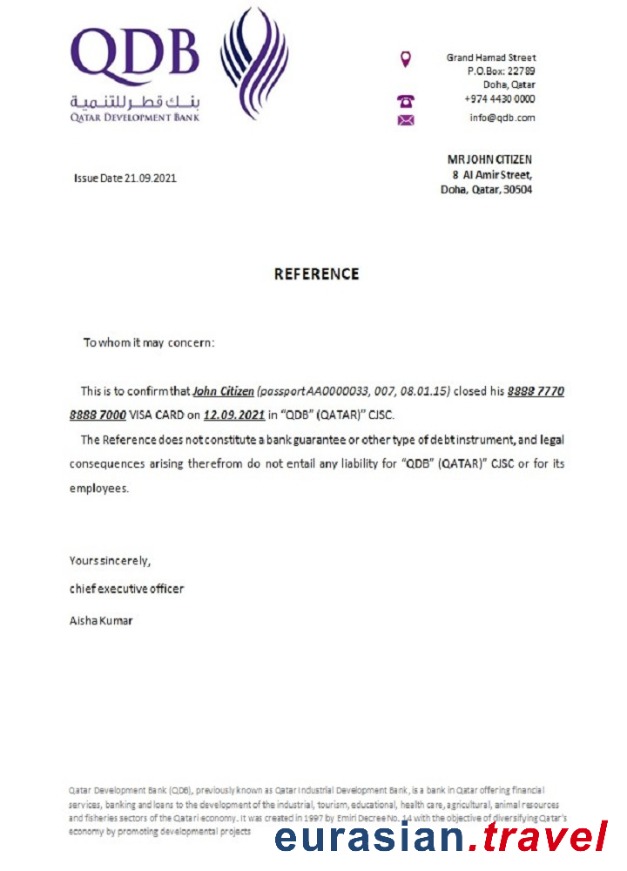 QDB
بنك قطر للتنمية
QATAR DEVELOPMENT BANK
Grand Hamad Street
P.O.Box: 22789
Doha, Qatar
+974 4430 0000
info@qdb.com
MR JOHN CITIZEN
8 Al Amir Street,
Doha, Qatar, 30504
Issue Date 21.09.2021
REFERENCE
To whom it may concern:
This is to confirm that John Citizen (passport AA0000033, 007, 08.01.15) closed his 8888 7770
8888 7000 VISA CARD on 12.09.2021 in “QDB” (QATAR)” CJSC.
The Reference does not constitute a bank guarantee or other type of debt instrument, and legal
consequences arising therefrom do not entail any liability for “QDB” (QATAR)” CJSC or for its
employees.
Yours sincerely,
chief executive officer
Aisha Kumar
Qatar Development Bank (QDB), previously known as Qatar Industrial Development Bank, is a bank in Qatar offering financial
services, banking and loans to the development of the industrial, tourism, educational, health care, agricultural, animal resources
and fisheries sectors of the Qatari economy. It was created in 1997 by Emiri Decree No. 14 with the objective of diversifying Qatar's
economy by promoting developmental projects
eurasian.travel